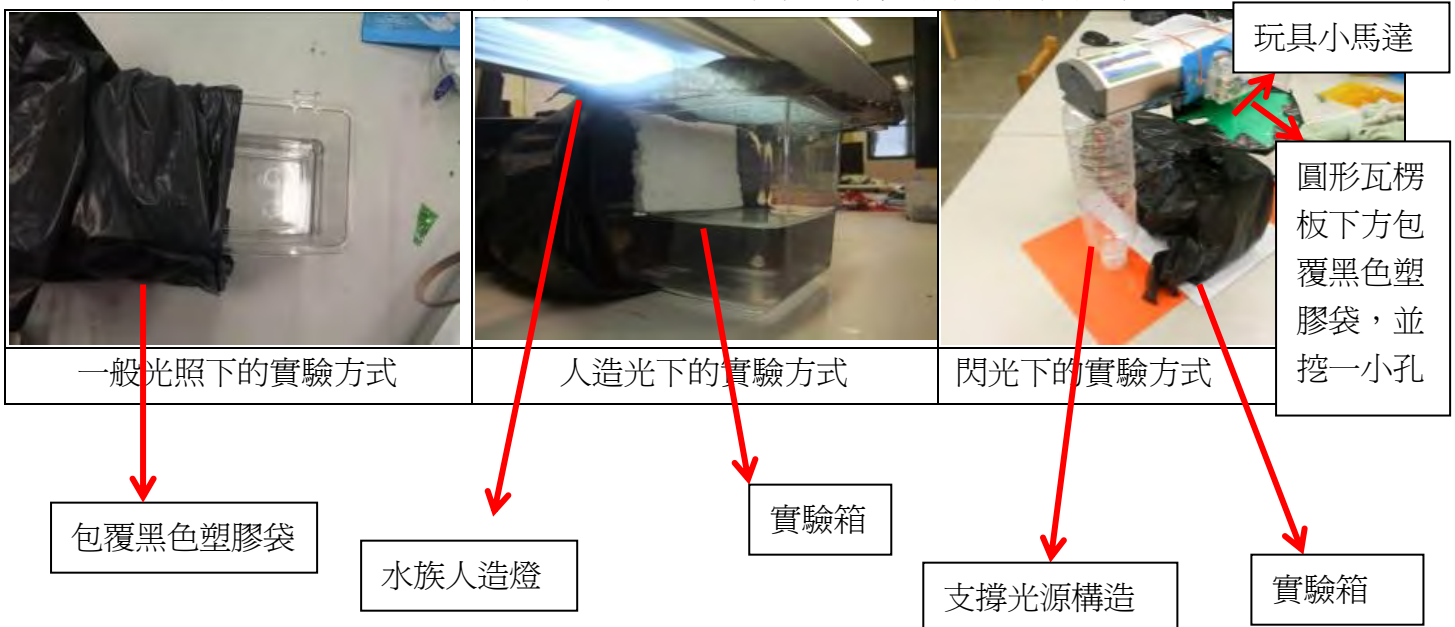 玩具小馬達
圓形瓦楞
板下方包
覆黑色塑
膠袋，並
挖一小孔
一般光照下的實驗方式
人造光下的實驗方式
閃光下的實驗方式
包覆黑色塑膠袋
水族人造燈
實驗箱
支撐光源構造
實驗箱